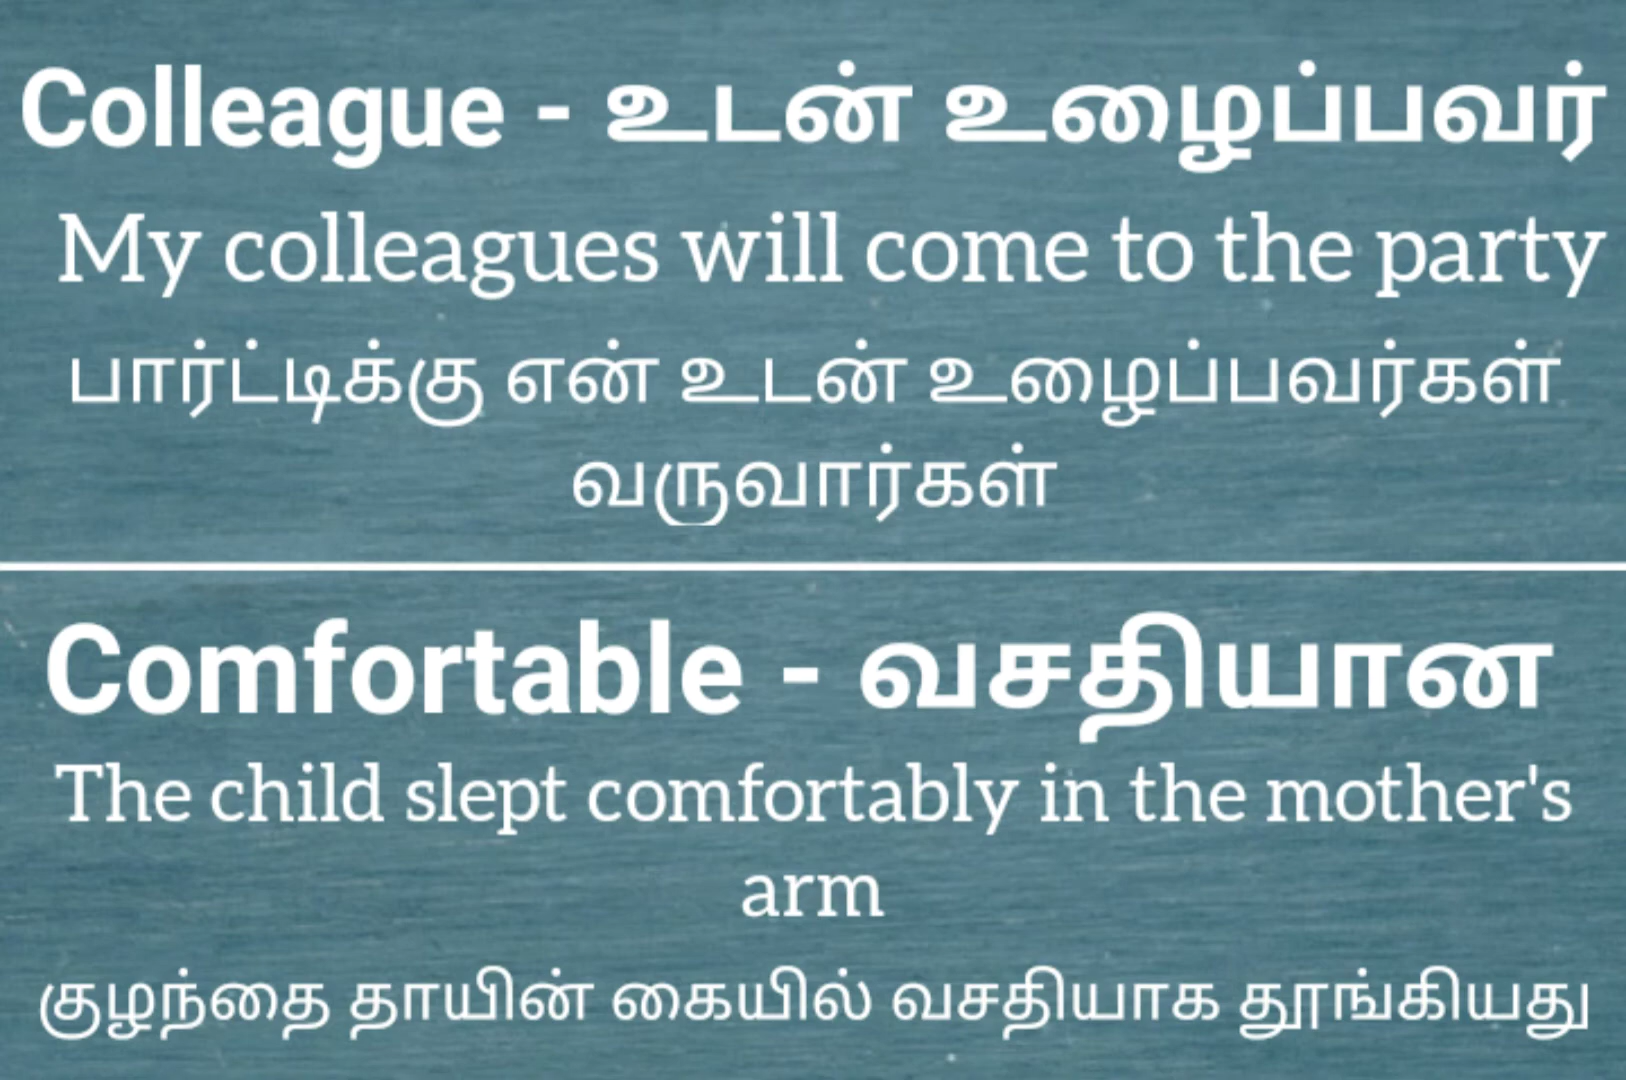 Colleague - உடன் உழைப்பவர்
My colleagues will come to the party
பார்ட்டிக்கு என் உடன் உழைப்பவர்கள்
வருவார்கள்
Comfortable - வசதியான
The child slept comfortably in the mother's
arm
குழந்தை தாயின் கையில் வசதியாக தூங்கியது